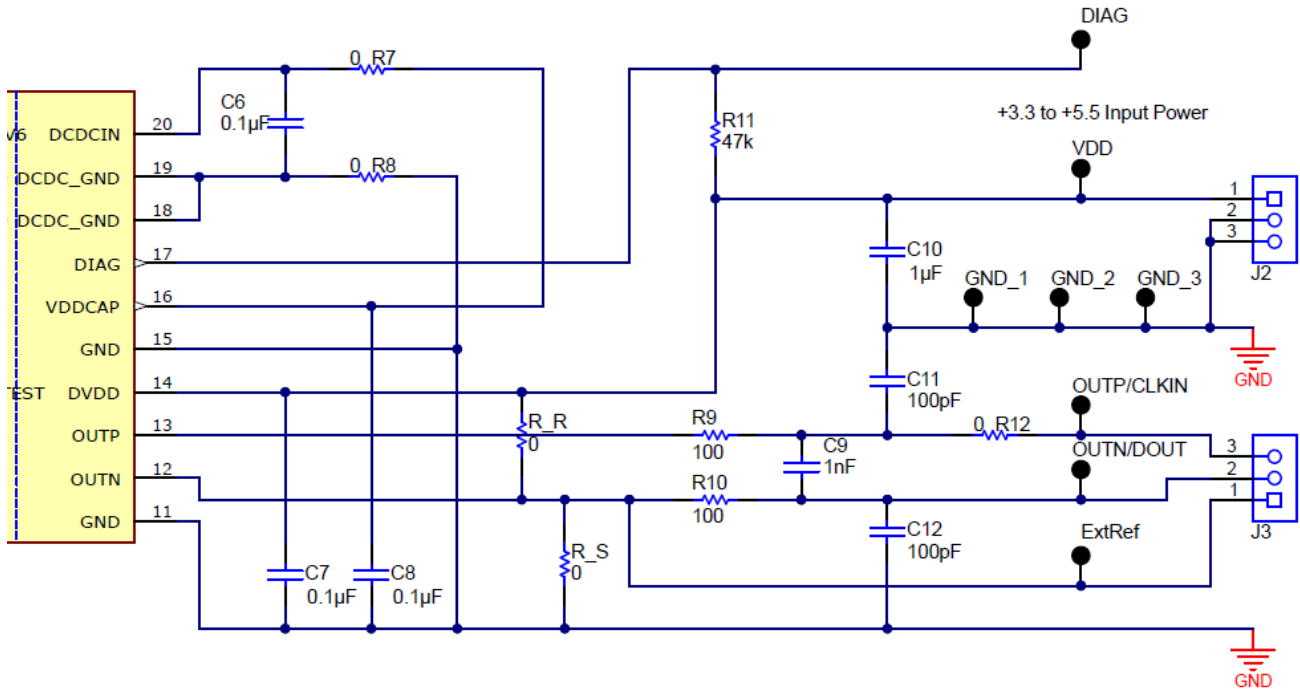 DIAG
0 R7
C6
0.1µF
R11
47k
+3.3 to +5.5 Input Power
VDD
V6 DCDCIN 20
DCDC_GND 19
0 R8
DCDC_GND 18
1
2
3
J2
DIAG 17
C10
1µF
GND_1 GND_2 GND_3
VDDCAP 16
GND 15
GND
C11
100pF
TEST DVDD 14
OUTP/CLKIN
R_R
0
OUTP 13
R9
100
0 R12
C9
1nF
OUTN/DOUT
3
2
1
J3
OUTN 12
R10
100
GND 11
C12
100pF
ExtRef
R_S
0
C7
0.1µF
C8
0.1µF
GND